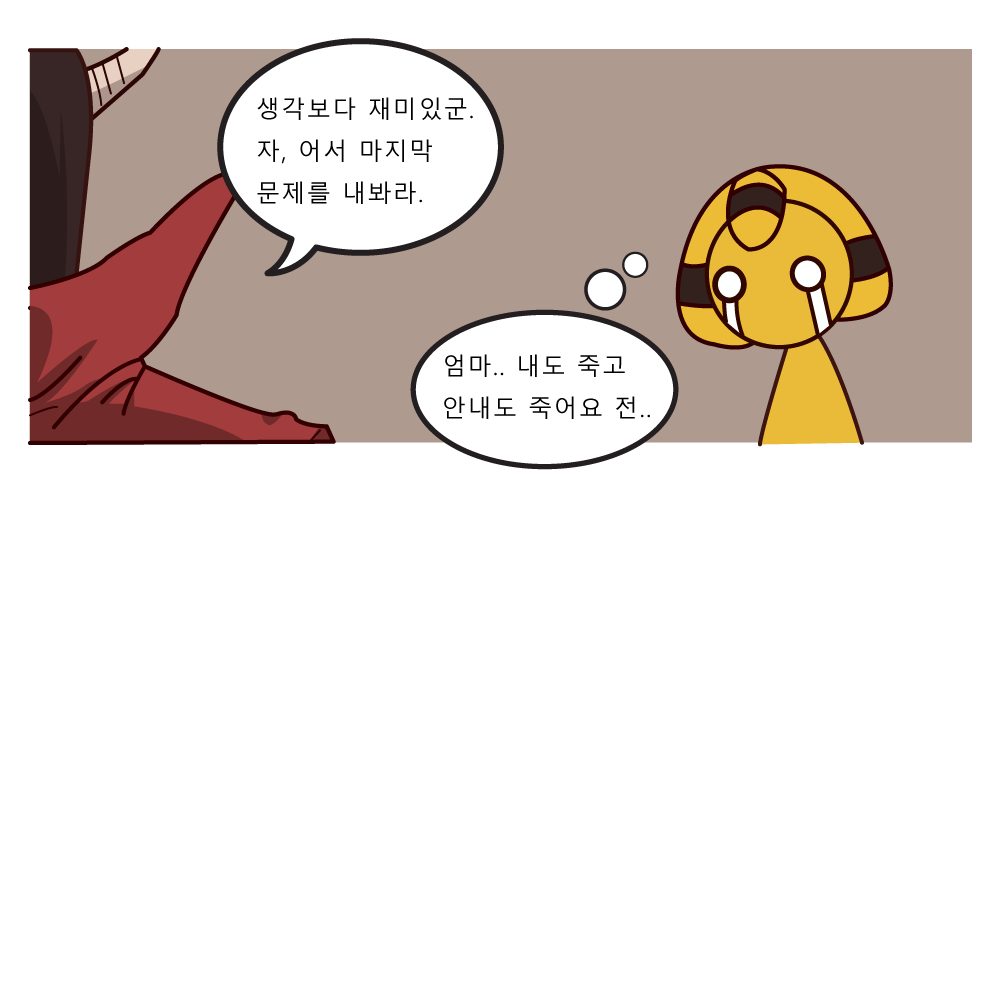 생각보다 재미있군.
자, 어서 마지막
문제를 내봐라.
엄마.. 내도 죽고
안내도 죽어요 전..